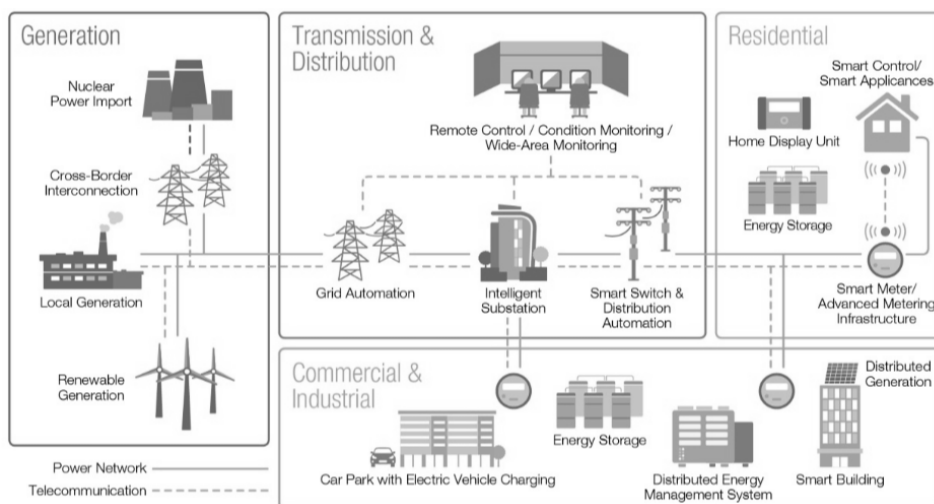 Generation
Nuclear
Power Import
Cross-Border
Interconnection
Local Generation
Renewable
Generation
Power Network
Telecommunication
Transmission &
Distribution
Remote Control / Condition Monitoring /
Wide-Area Monitoring
Grid Automation
Intelligent
Substation
Smart Switch &
Distribution
Automation
Residential
Smart Control/
Smart Applicances
Home Display Unit
Energy Storage
Smart Meter/
Advanced Metering
Infrastructure
Commercial &
Industrial
Car Park with Electric Vehicle Charging
Energy Storage
Distributed Energy
Management System
Distributed
Generation
Smart Building